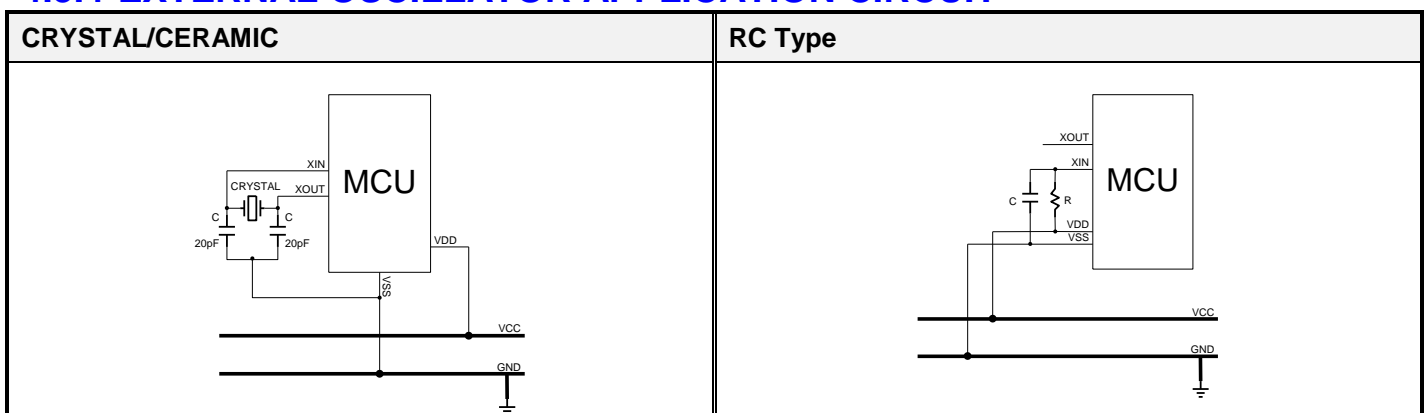 CRYSTAL/CERAMIC
RC Type
XIN
CRYSTAL
XOUT
MCU
C
C
20pF
20pF
VDD
VSS
VCC
GND
XOUT
XIN
MCU
C
R
VDD
VSS
VCC
GND